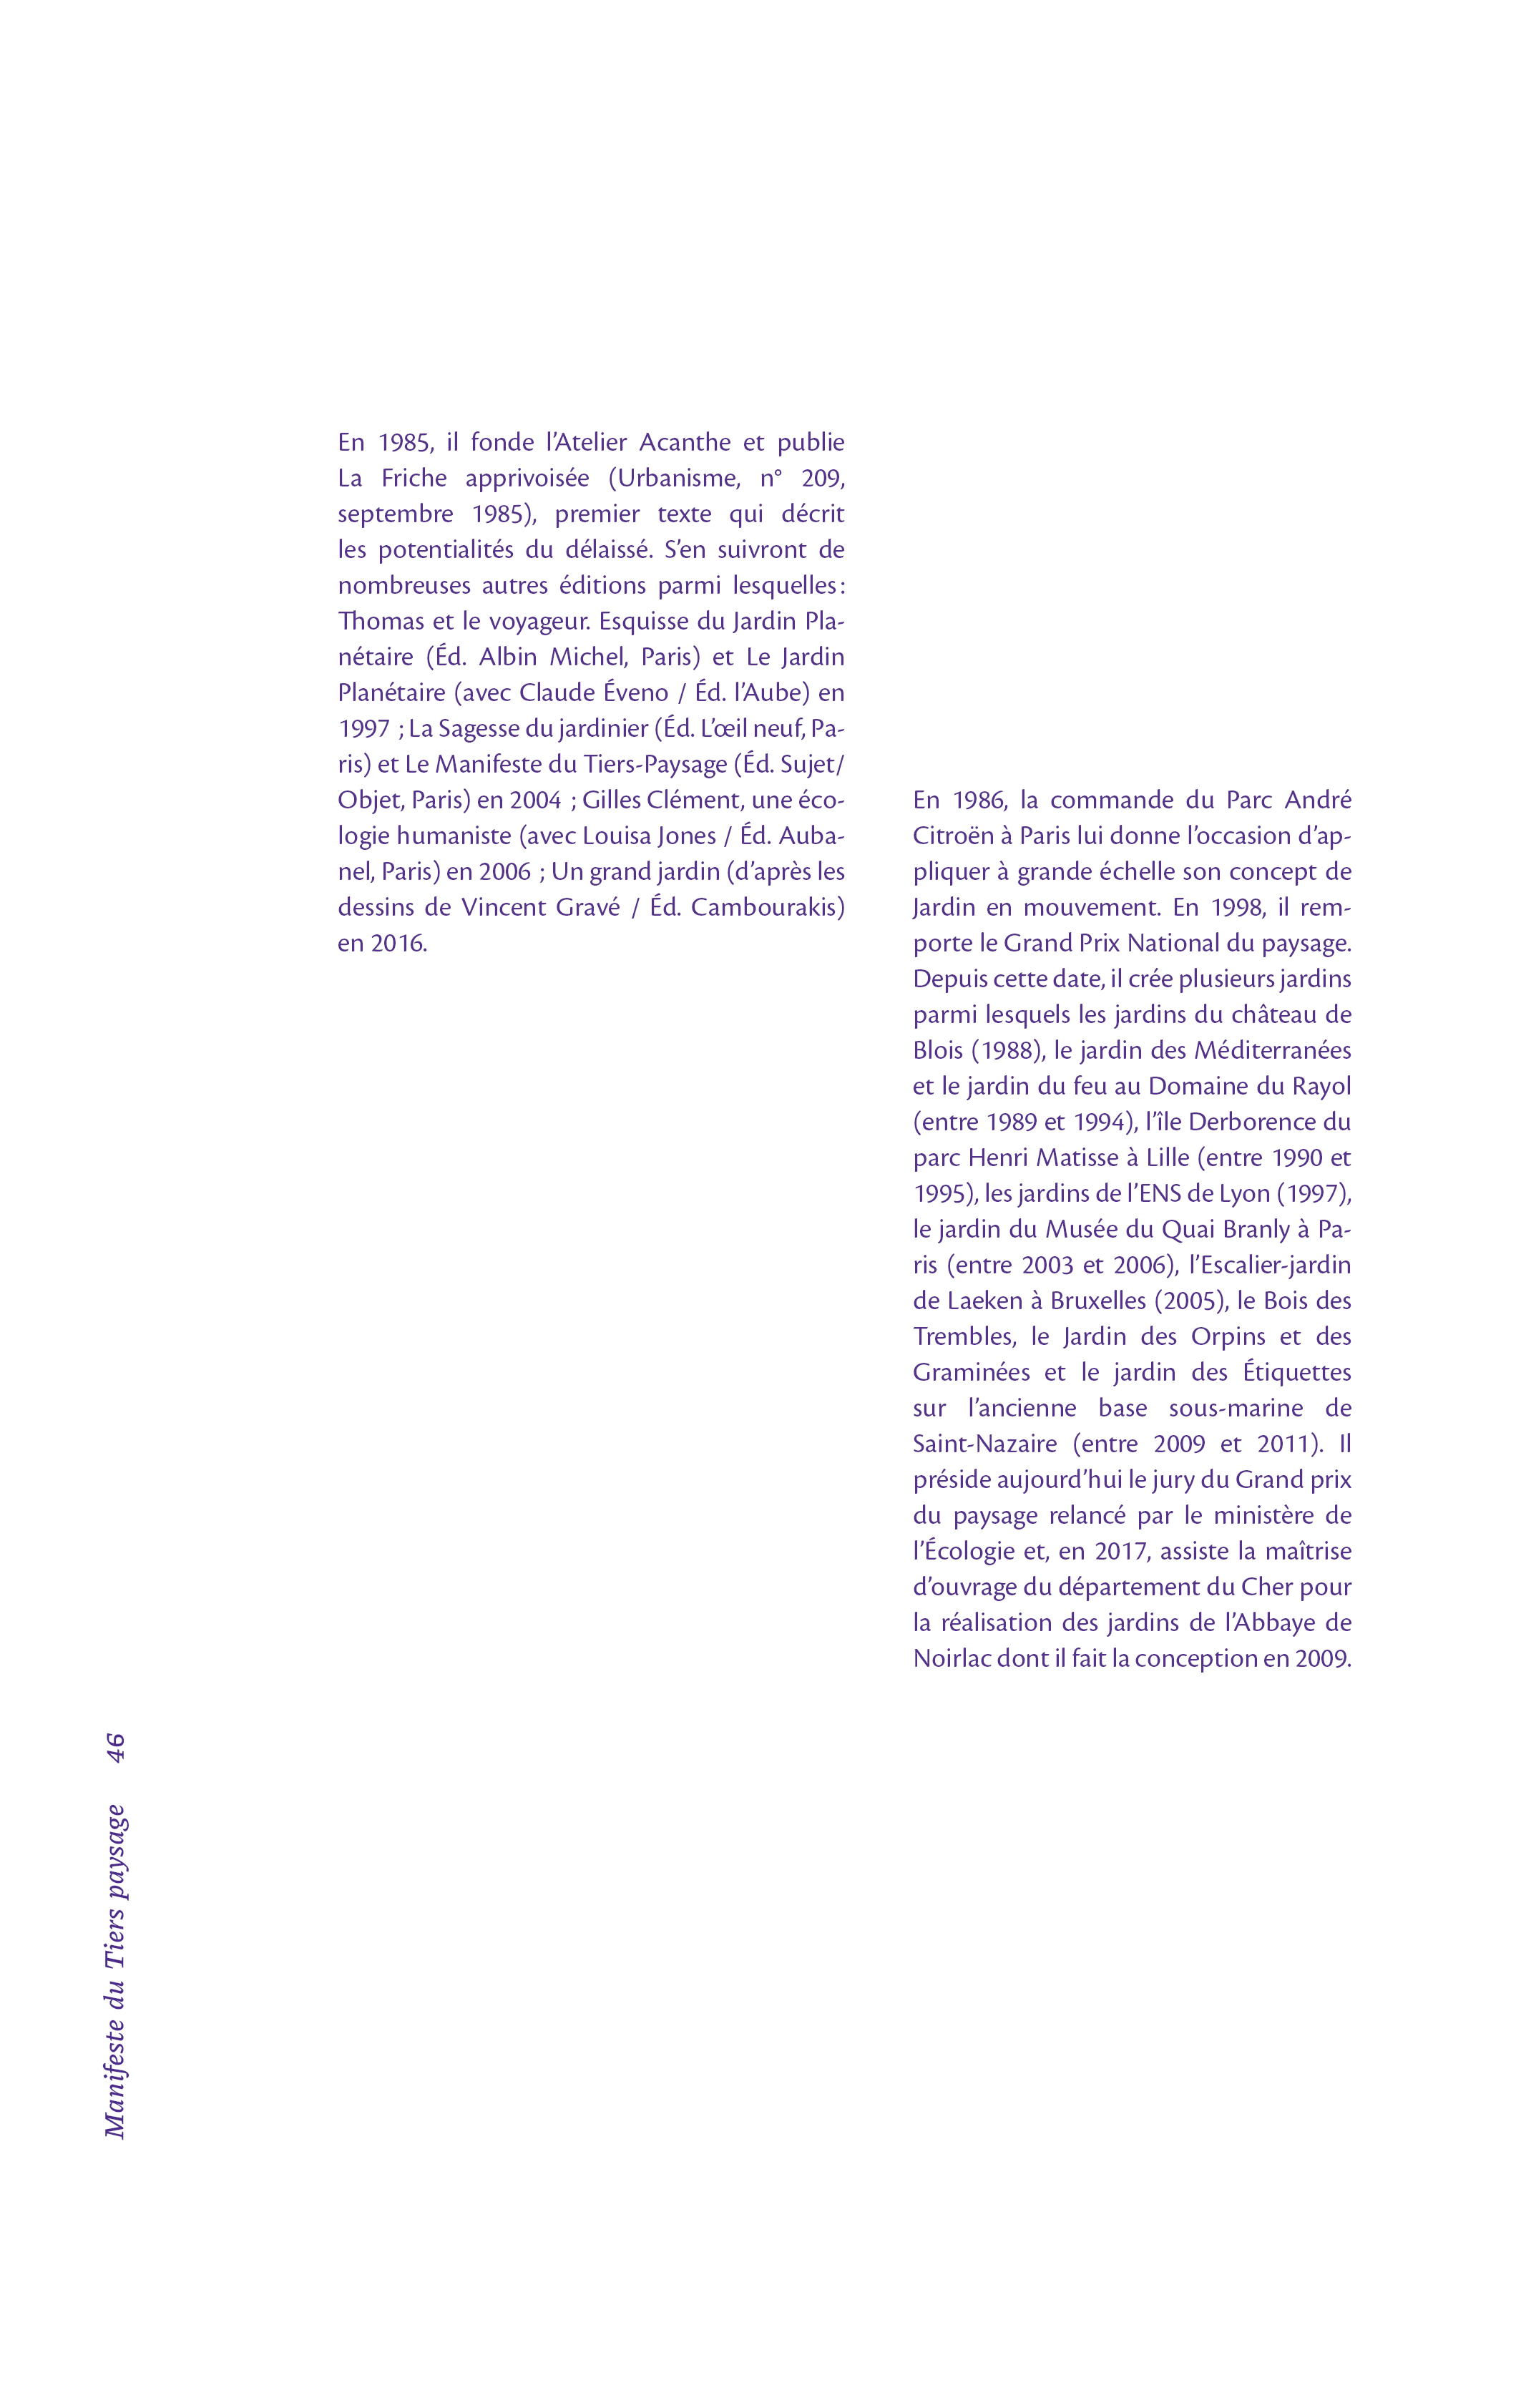 En 1985, il fonde l’Atelier Acanthe et publie
La Friche apprivoisée (Urbanisme, n° 209,
septembre 1985), premier texte qui décrit
les potentialités du délaissé. S’en suivront de
nombreuses autres éditions parmi lesquelles :
Thomas et le voyageur. Esquisse du Jardin Pla-
nétaire (Éd. Albin Michel, Paris) et Le Jardin
Planétaire (avec Claude Éveno / Éd. l’Aube) en
1997 ; La Sagesse du jardinier (Éd. L’œil neuf, Pa-
ris) et Le Manifeste du Tiers-Paysage (Éd. Sujet/
Objet, Paris) en 2004 ; Gilles Clément, une éco-
logie humaniste (avec Louisa Jones / Éd. Auba-
nel, Paris) en 2006 ; Un grand jardin (d’après les
dessins de Vincent Gravé / Éd. Cambourakis)
en 2016.
En 1986, la commande du Parc André
Citroën à Paris lui donne l’occasion d’ap-
pliquer à grande échelle son concept de
Jardin en mouvement. En 1998, il rem-
porte le Grand Prix National du paysage.
Depuis cette date, il crée plusieurs jardins
parmi lesquels les jardins du château de
Blois (1988), le jardin des Méditerranées
et le jardin du feu au Domaine du Rayol
(entre 1989 et 1994), l’île Derborence du
parc Henri Matisse à Lille (entre 1990 et
1995), les jardins de l’ENS de Lyon (1997),
le jardin du Musée du Quai Branly à Pa-
ris (entre 2003 et 2006), l’Escalier-jardin
de Laeken à Bruxelles (2005), le Bois des
Trembles, le Jardin des Orpins et des
Graminées et le jardin des Étiquettes
sur l’ancienne base sous-marine de
Saint-Nazaire (entre 2009 et 2011). Il
préside aujourd’hui le jury du Grand prix
du paysage relancé par le ministère de
l’Écologie et, en 2017, assiste la maîtrise
d’ouvrage du département du Cher pour
la réalisation des jardins de l’Abbaye de
Noirlac dont il fait la conception en 2009.
Manifeste du Tiers paysage 46